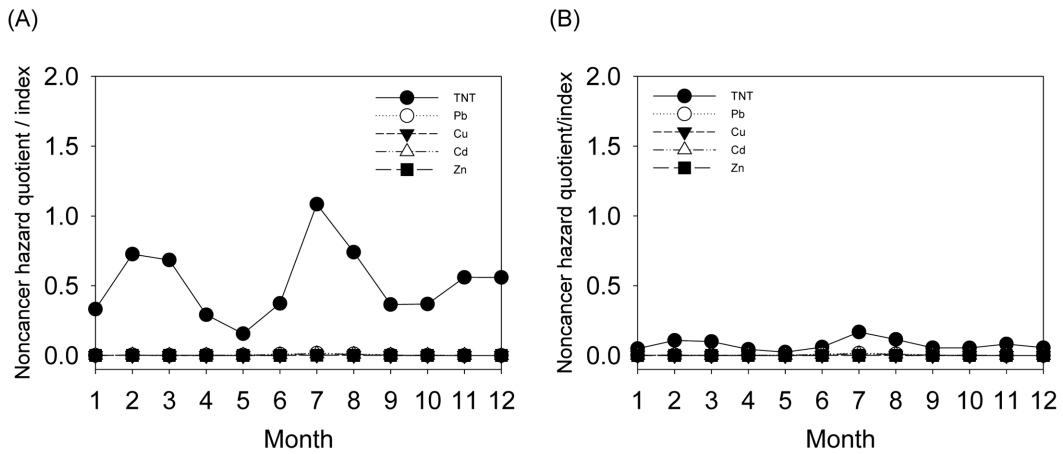 (A)
Noncancer hazard quotient / index
2.0
1.5
1.0
0.5
0.0
TNT
Pb
Cu
Cd
Zn
1 2 3 4 5 6 7 8 9 10 11 12
Month
(B)
Noncancer hazard quotient/index
2.0
1.5
1.0
0.5
0.0
TNT
Pb
Cu
Cd
Zn
1 2 3 4 5 6 7 8 9 10 11 12
Month